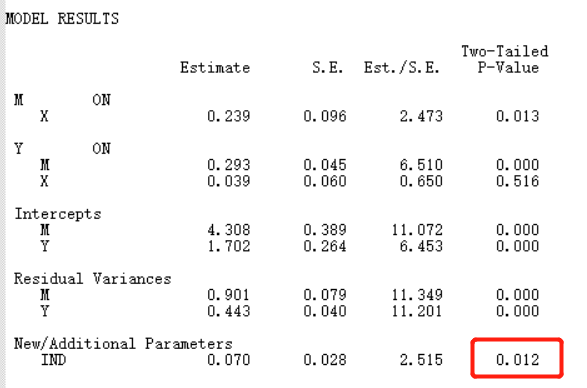 MODEL RESULTS
Two-Tailed
Estimate S.E. Est./S.E. P-Value
M ON
X 0.239 0.096 2.473 0.013
Y ON
M 0.293 0.045 6.510 0.000
X 0.039 0.060 0.650 0.516
Intercepts
M 4.308 0.389 11.072 0.000
Y 1.702 0.264 6.453 0.000
Residual Variances
M 0.901 0.079 11.349 0.000
Y 0.443 0.040 11.201 0.000
New/Additional Parameters
IND 0.070 0.028 2.515 0.012